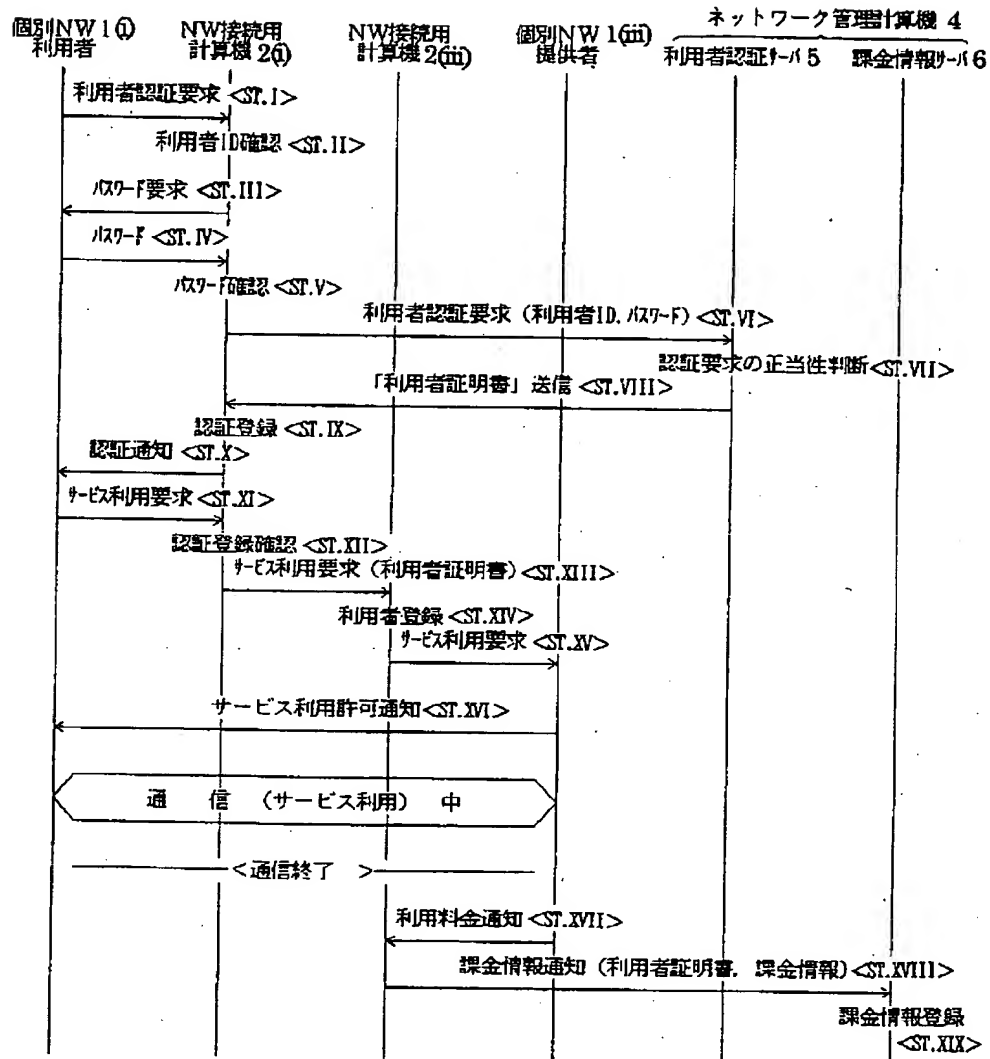 ネットワーク管理計算機 4
個別NW 1(i)
利用者
NW接続用
計算機 2(i)
NW接続用
計算機 2(iii)
個別NW 1(iii)
提供者
利用者認証サーバ 5
課金情報サーバ 6
利用者認証要求 <ST.I>
利用者ID確認 <ST.II>
パスワード要求 <ST.III>
パスワード <ST.IV>
パスワード確認 <ST.V>
利用者認証要求 (利用者ID, パスワード) <ST.VI>
認証要求の正当性判断 <ST.VII>
「利用者証明書」送信 <ST.VIII>
認証登録 <ST.IX>
認証通知 <ST.X>
サービス利用要求 <ST.XI>
認証登録確認 <ST.XII>
サービス利用要求 (利用者証明書) <ST.XIII>
利用者登録 <ST.XIV>
サービス利用要求 <ST.XV>
サービス利用許可通知 <ST.XVI>
通 信 (サービス利用) 中
<通信終了 >
利用料金通知 <ST.XVII>
課金情報通知 (利用者証明書, 課金情報) <ST.XVIII>
課金情報登録
<ST.XIX>